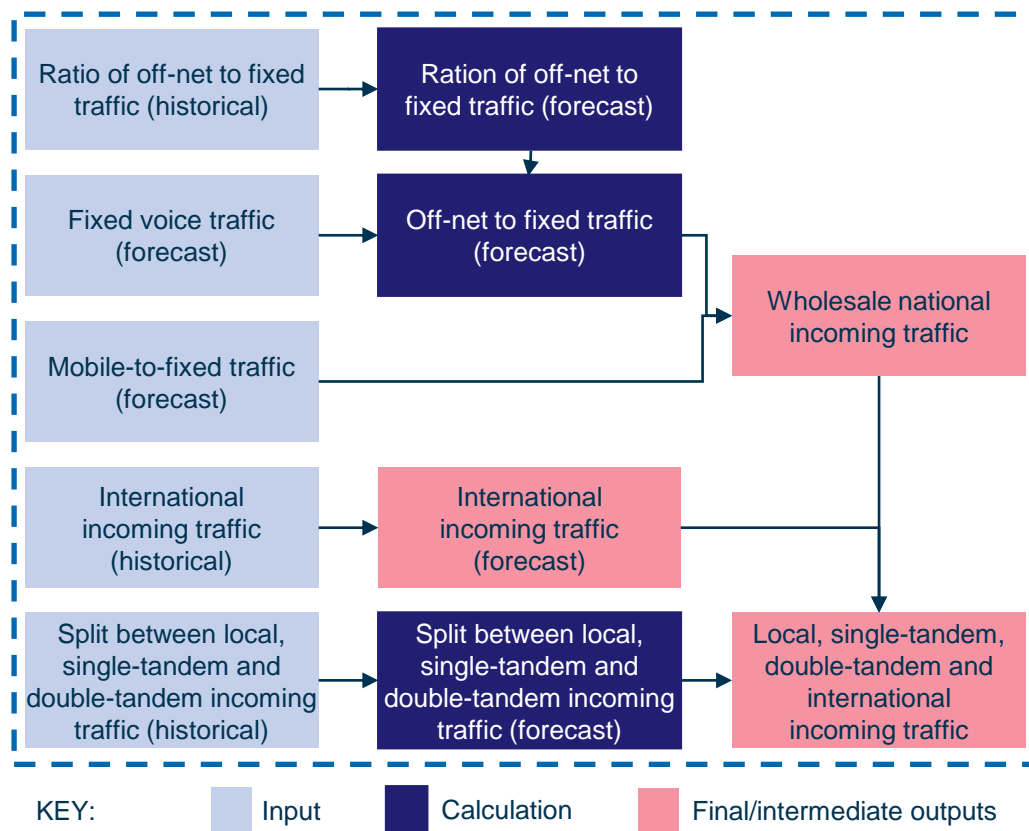 Ratio of off-net to fixed
traffic (historical)
Ration of off-net to
fixed traffic (forecast)
Fixed voice traffic
(forecast)
Off-net to fixed traffic
(forecast)
Wholesale national
incoming traffic
Mobile-to-fixed traffic
(forecast)
International
incoming traffic
(historical)
International
incoming traffic
(forecast)
Split between local,
single-tandem and
double-tandem incoming
traffic (historical)
Split between local,
single-tandem and
double-tandem incoming
traffic (forecast)
Local, single-tandem,
double-tandem and
international
incoming traffic
KEY:
Input
Calculation
Final/intermediate outputs